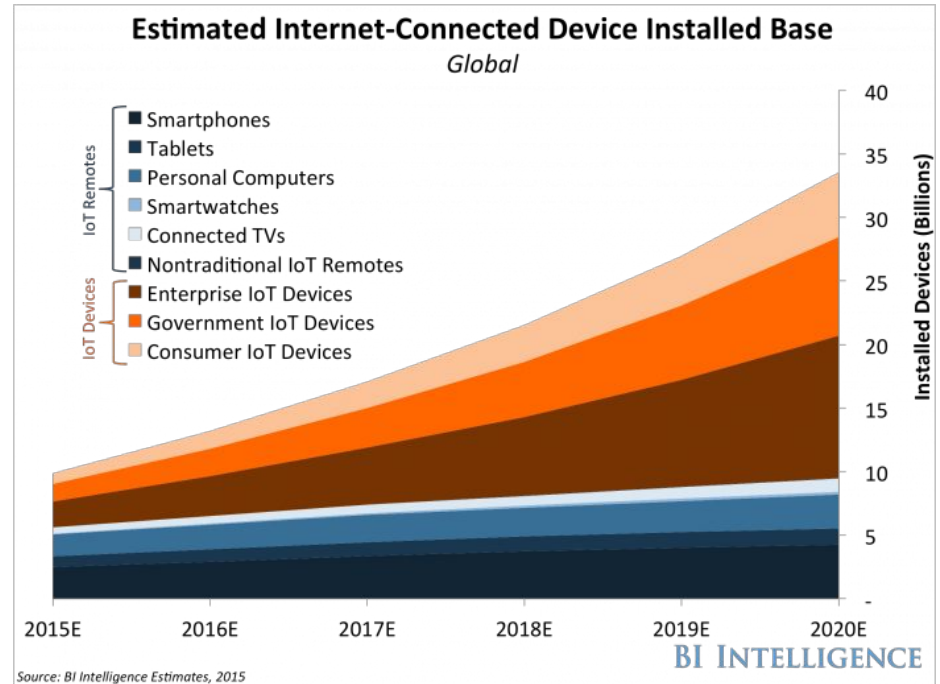 Estimated Internet-Connected Device Installed Base
Global
IoT Remotes
Smartphones
Tablets
Personal Computers
Smartwatches
Connected TVs
Nontraditional IoT Remotes
IoT Devices
Enterprise IoT Devices
Government IoT Devices
Consumer IoT Devices
40
35
30
25
20
15
10
5
-
Installed Devices (Billions)
2015E 2016E 2017E 2018E 2019E 2020E
BI INTELLIGENCE
Source: BI Intelligence Estimates, 2015